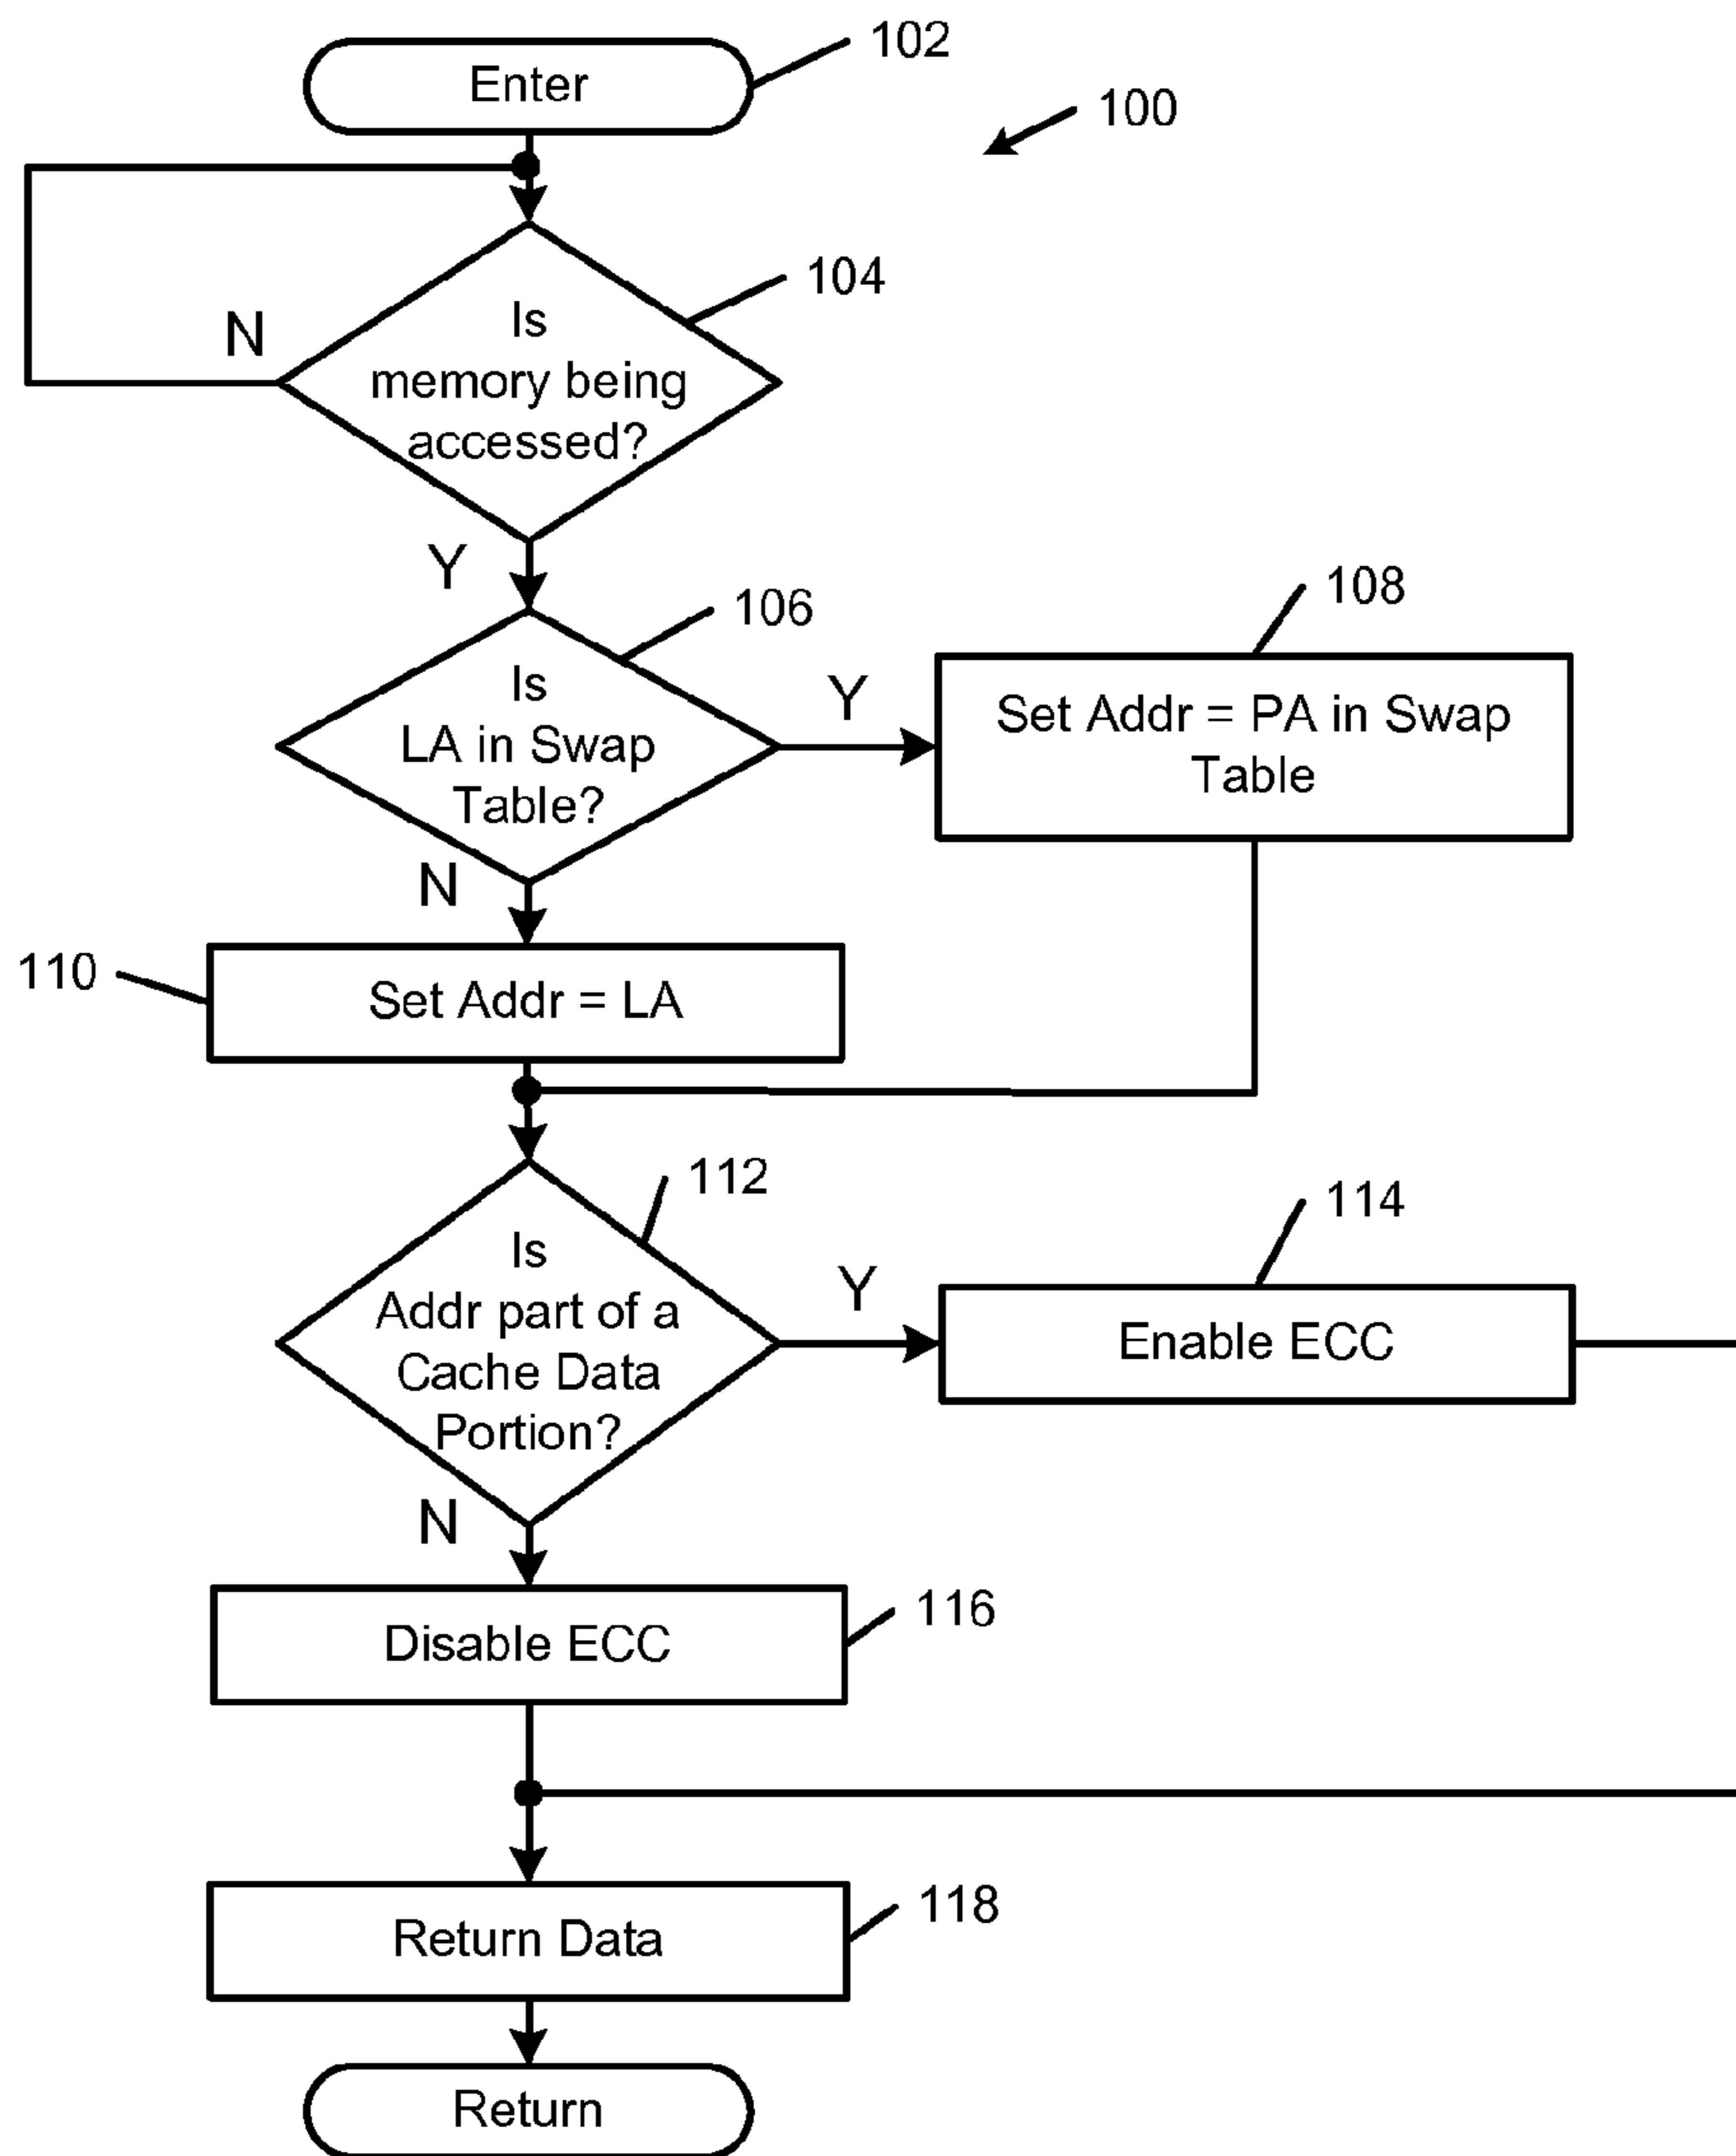 Enter
102
100
104
Is
memory being
accessed?
N
Y
106
Is
LA in Swap
Table?
Y
108
Set Addr = PA in Swap
Table
N
110
Set Addr = LA
112
Is
Addr part of a
Cache Data
Portion?
Y
114
Enable ECC
N
Disable ECC
116
Return Data
118
Return